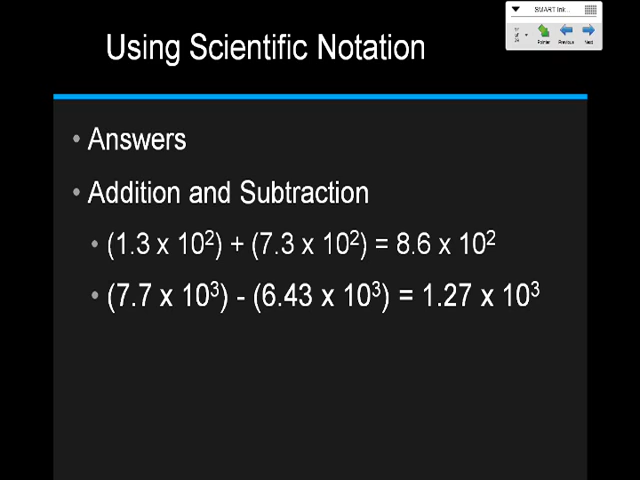 Using Scientific Notation
SMART Ink...
Pointer Previous Next
• Answers
• Addition and Subtraction
• (1.3 x 10²) + (7.3 x 10²) = 8.6 x 10²
• (7.7 x 10³) - (6.43 x 10³) = 1.27 x 10³